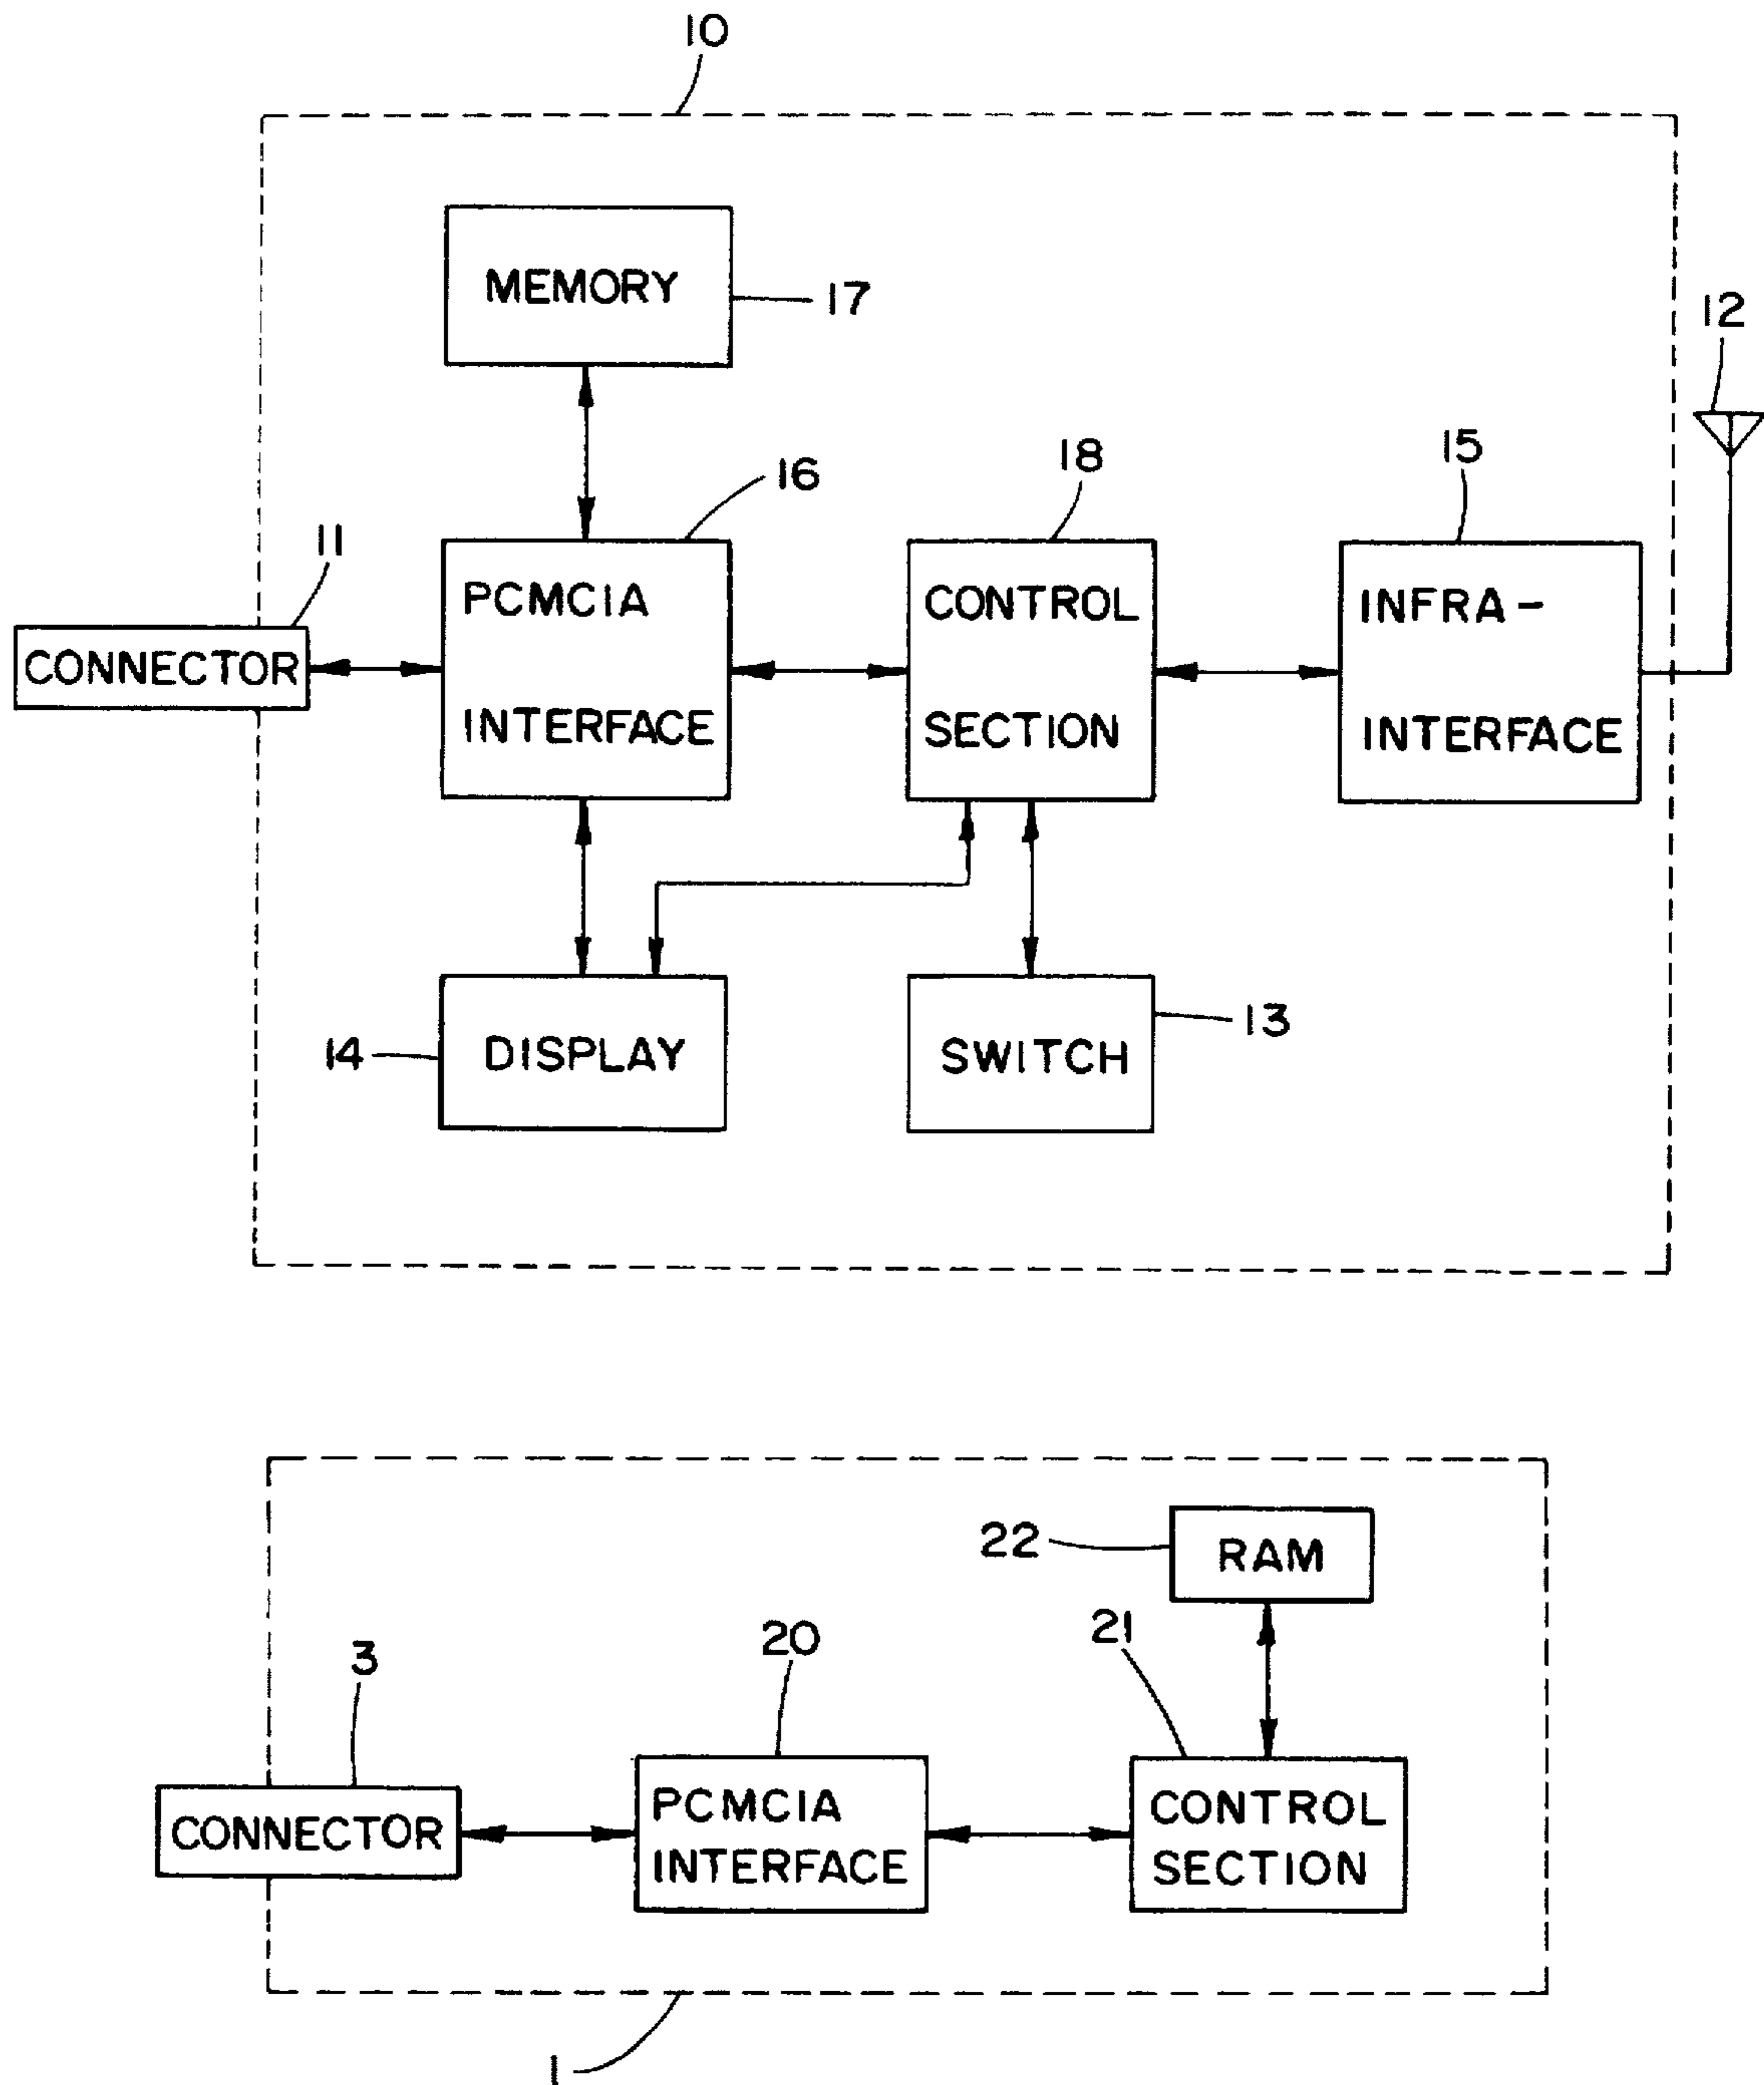 10
MEMORY
17
12
16
18
15
11
PCMCIA
INTERFACE
CONTROL
SECTION
INFRA-
INTERFACE
CONNECTOR
14
DISPLAY
SWITCH
13
22
RAM
3
20
21
CONNECTOR
PCMCIA
INTERFACE
CONTROL
SECTION
1